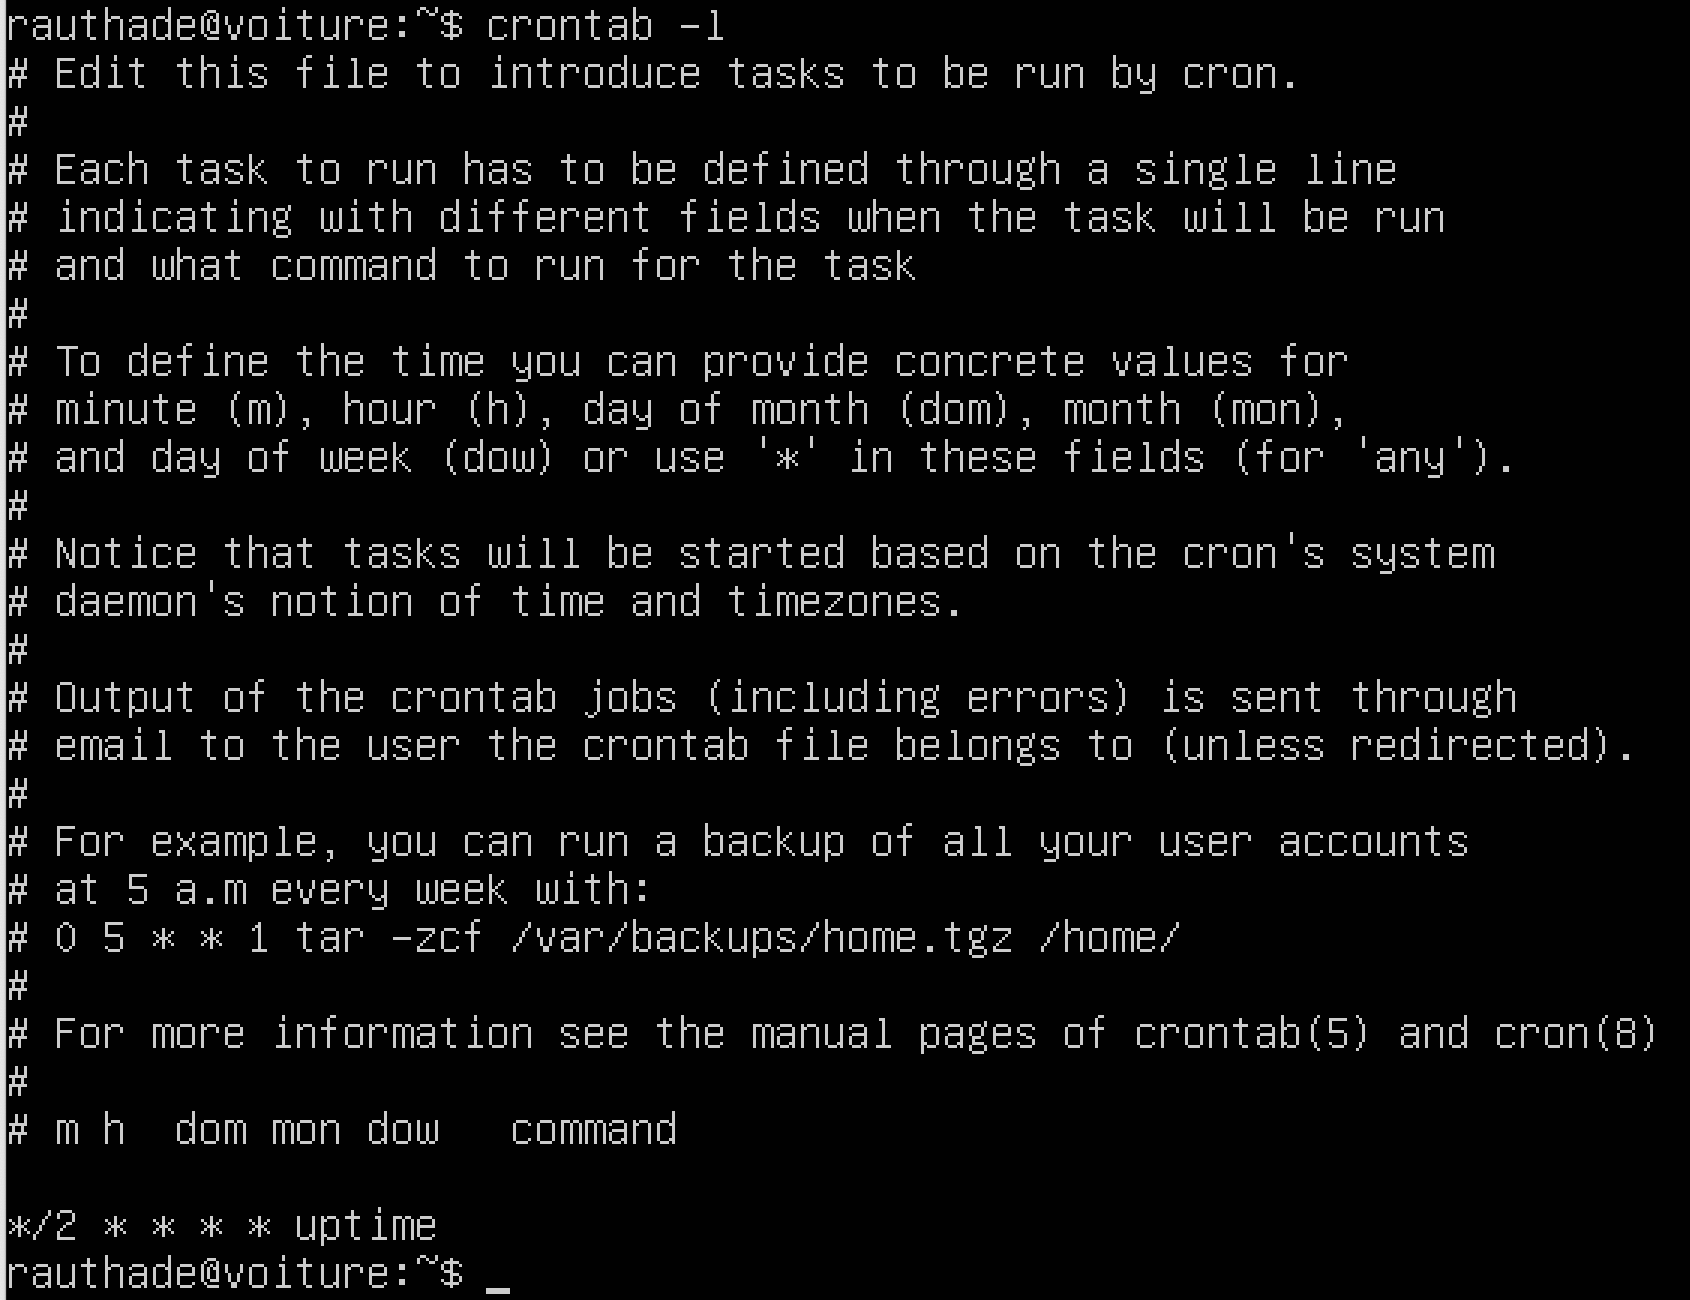 rauthade@voiture:~$ crontab -l
# Edit this file to introduce tasks to be run by cron.
#
# Each task to run has to be defined through a single line
# indicating with different fields when the task will be run
# and what command to run for the task
#
# To define the time you can provide concrete values for
# minute (m), hour (h), day of month (dom), month (mon),
# and day of week (dow) or use '*' in these fields (for 'any').
#
# Notice that tasks will be started based on the cron's system
# daemon's notion of time and timezones.
#
# Output of the crontab jobs (including errors) is sent through
# email to the user the crontab file belongs to (unless redirected).
#
# For example, you can run a backup of all your user accounts
# at 5 a.m every week with:
# 0 5 * * 1 tar -zcf /var/backups/home.tgz /home/
#
# For more information see the manual pages of crontab(5) and cron(8)
#
# m h  dom mon dow   command

*/2 * * * * uptime
rauthade@voiture:~$ _